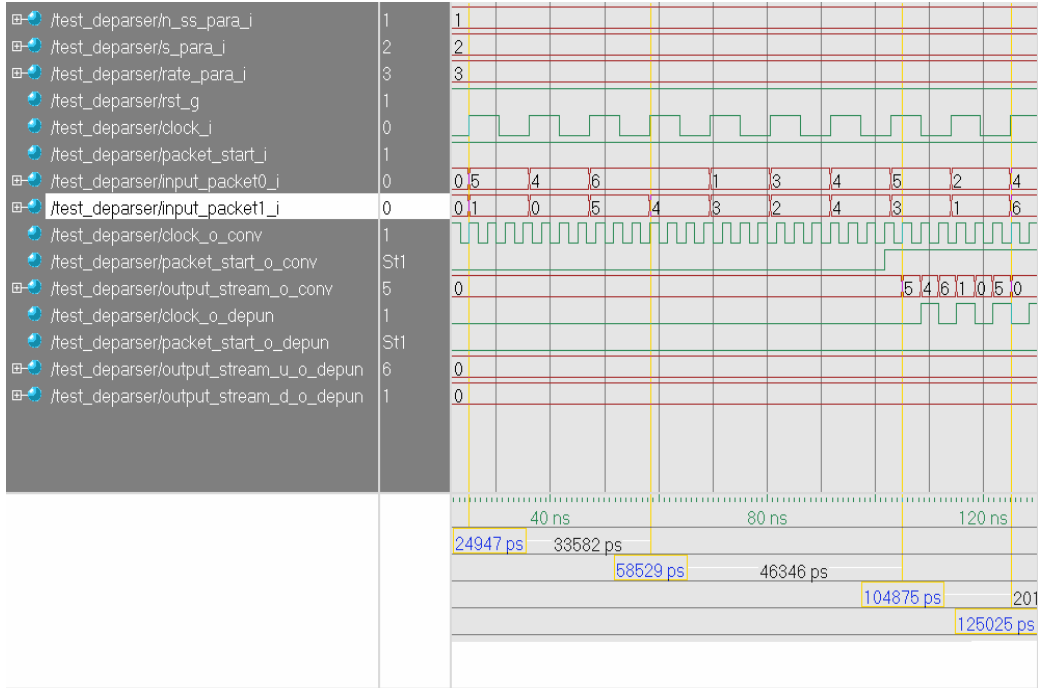 /test_deparser/n_ss_para_i 1 1
/test_deparser/s_para_i 2 2
/test_deparser/rate_para_i 3 3
/test_deparser/rst_g 1
/test_deparser/clock_i 0
/test_deparser/packet_start_i 1
/test_deparser/input_packet0_i 0 0 5 4 6 1 3 4 5 2 4
/test_deparser/input_packet1_i 0 0 1 0 5 4 3 2 4 3 1 6
/test_deparser/clock_o_conv 1
/test_deparser/packet_start_o_conv St1
/test_deparser/output_stream_o_conv 5 0 5 4 6 1 0 5 0
/test_deparser/clock_o_depun 1
/test_deparser/packet_start_o_depun St1
/test_deparser/output_stream_u_o_depun 6 0
/test_deparser/output_stream_d_o_depun 1 0
40 ns 80 ns 120 ns
24947 ps 33582 ps
58529 ps 46346 ps
104875 ps 201
125025 ps